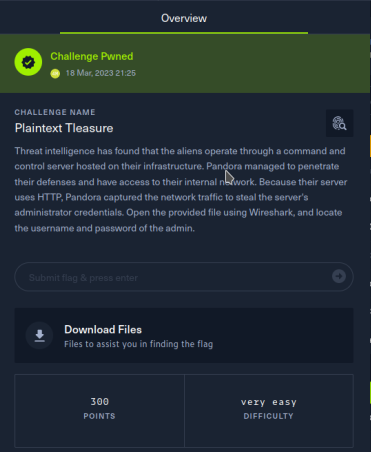 Overview
Challenge Pwned
18 Mar, 2023 21:25
CHALLENGE NAME
Plaintext Tleasure
Threat intelligence has found that the aliens operate through a command and
control server hosted on their infrastructure. Pandora managed to penetrate
their defenses and have access to their internal network. Because their server
uses HTTP, Pandora captured the network traffic to steal the server's
administrator credentials. Open the provided file using Wireshark, and locate
the username and password of the admin.
Submit flag & press enter
Download Files
Files to assist you in finding the flag
300
POINTS
very easy
DIFFICULTY